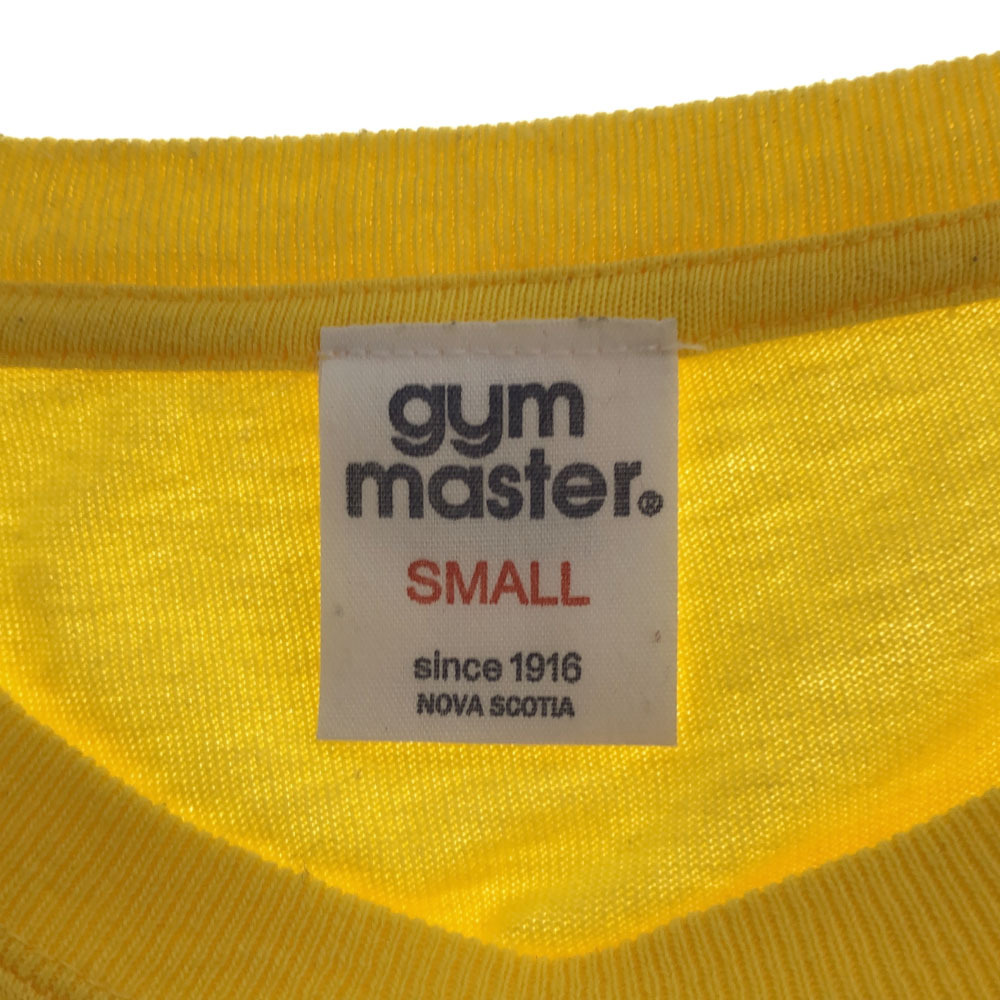 gym
master.®
SMALL
since 1916
NOVA SCOTIA